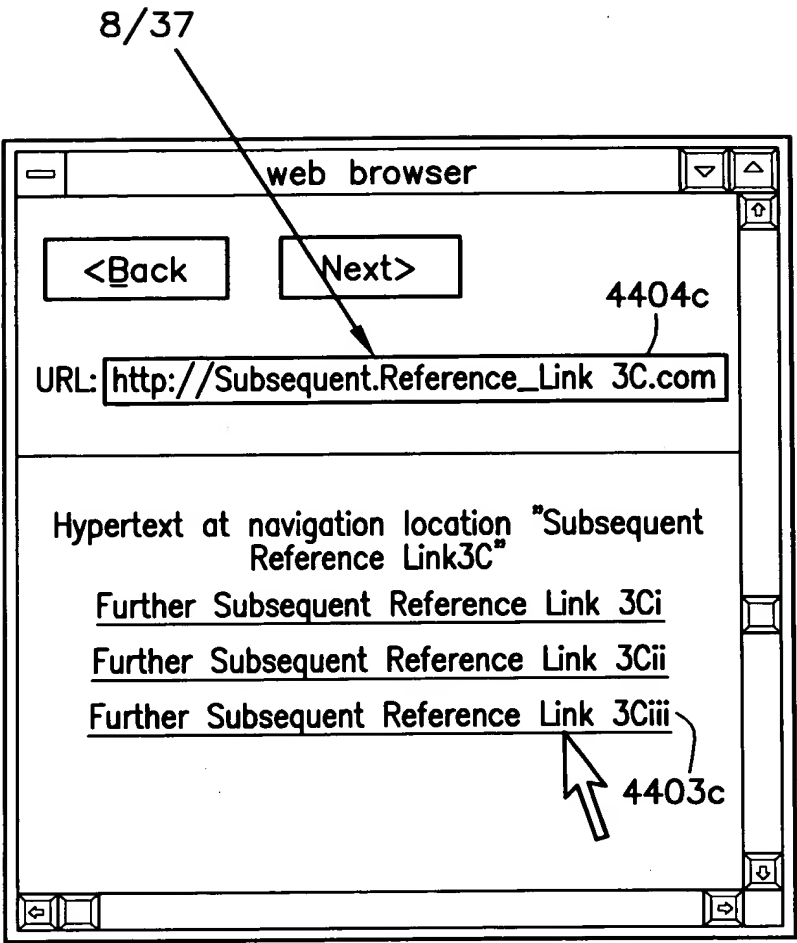 8/37
web browser
<Back
Next>
4404c
URL: http://Subsequent.Reference_Link 3C.com
Hypertext at navigation location "Subsequent
Reference Link3C"
Further Subsequent Reference Link 3Ci
Further Subsequent Reference Link 3Cii
Further Subsequent Reference Link 3Ciii
4403c